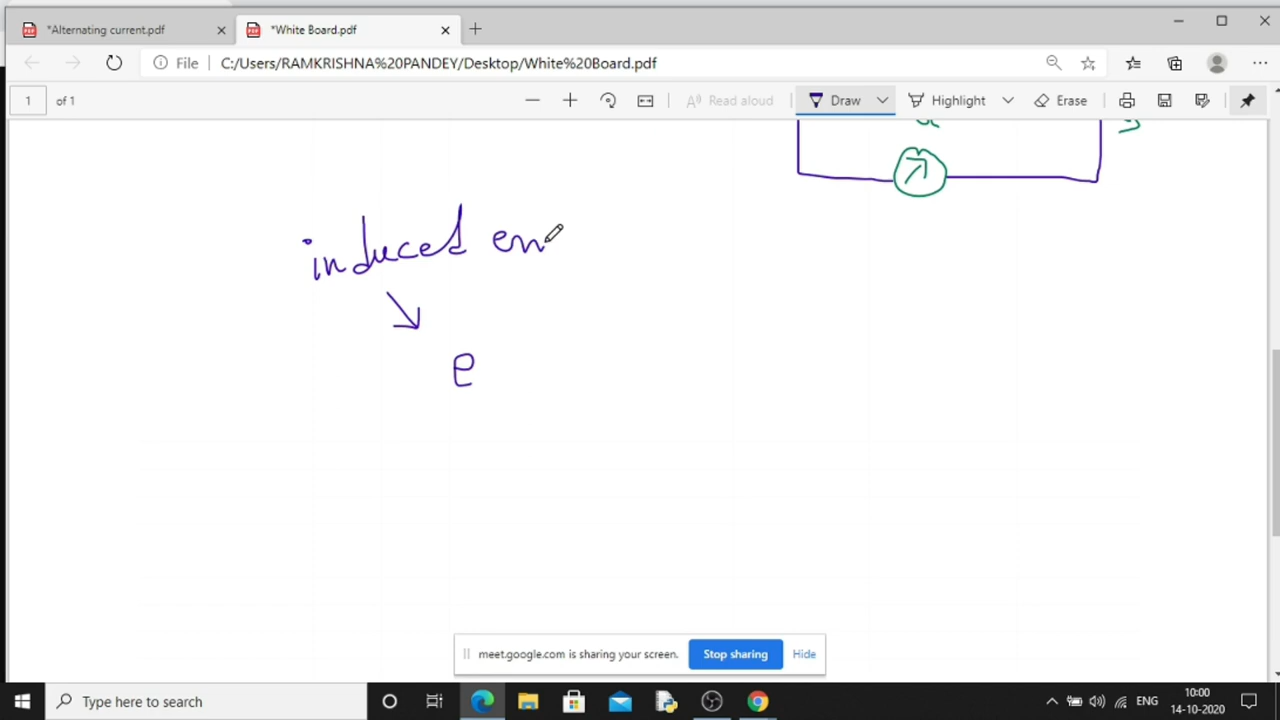 *Alternating current.pdf
*White Board.pdf
File
C:/Users/RAMKRISHNA%20PANDEY/Desktop/White%20Board.pdf
1 of 1
Read aloud
Draw
Highlight
Erase
induced em
e
meet.google.com is sharing your screen.
Stop sharing
Hide
Type here to search
ENG
10:00
14-10-2020